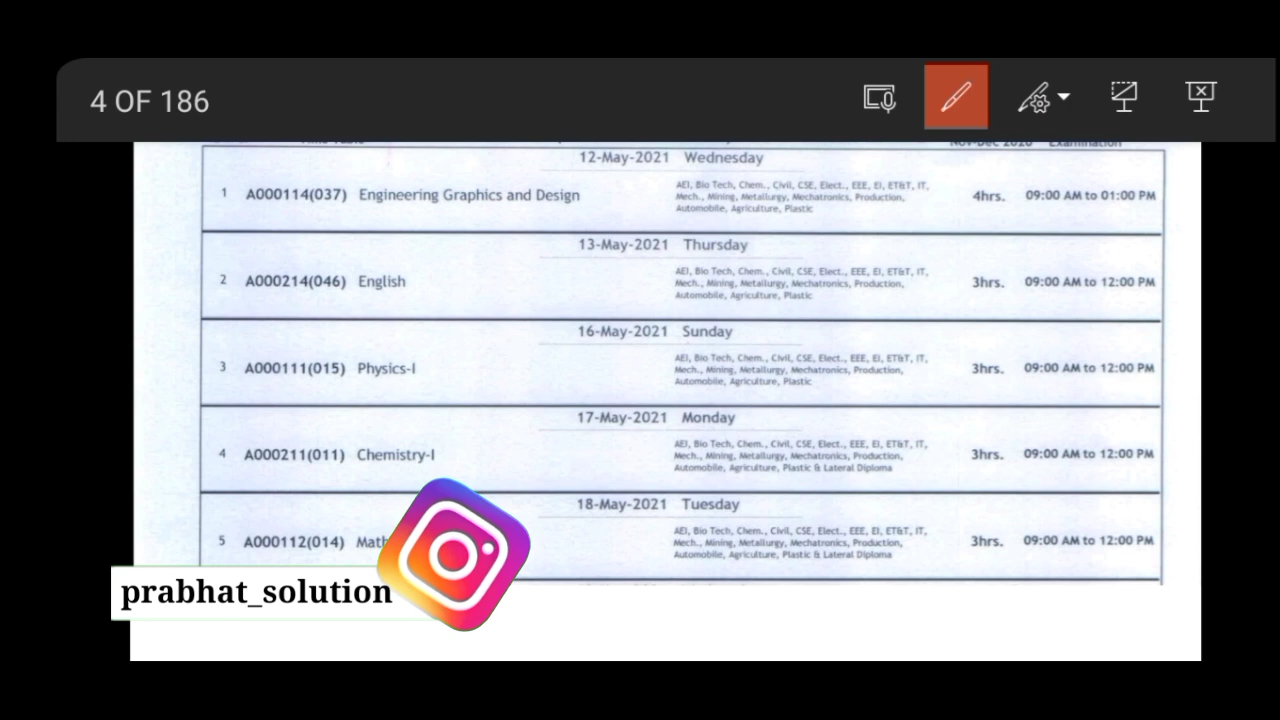 4 OF 186
Nov-Dec 2020 Examination
12-May-2021 Wednesday
1 A000114(037) Engineering Graphics and Design AEI, Bio Tech, Chem., Civil, CSE, Elect., EEE, EI, ET&T, IT, 4hrs. 09:00 AM to 01:00 PM
Mech., Mining, Metallurgy, Mechatronics, Production,
Automobile, Agriculture, Plastic
13-May-2021 Thursday
2 A000214(046) English AEI, Bio Tech, Chem., Civil, CSE, Elect., EEE, EI, ET&T, IT, 3hrs. 09:00 AM to 12:00 PM
Mech., Mining, Metallurgy, Mechatronics, Production,
Automobile, Agriculture, Plastic
16-May-2021 Sunday
3 A000111(015) Physics-I AEI, Bio Tech, Chem., Civil, CSE, Elect., EEE, EI, ET&T, IT, 3hrs. 09:00 AM to 12:00 PM
Mech., Mining, Metallurgy, Mechatronics, Production,
Automobile, Agriculture, Plastic
17-May-2021 Monday
4 A000211(011) Chemistry-I AEI, Bio Tech, Chem., Civil, CSE, Elect., EEE, EI, ET&T, IT, 3hrs. 09:00 AM to 12:00 PM
Mech., Mining, Metallurgy, Mechatronics, Production,
Automobile, Agriculture, Plastic & Lateral Diploma
18-May-2021 Tuesday
5 A000112(014) Math AEI, Bio Tech, Chem., Civil, CSE, Elect., EEE, EI, ET&T, IT, 3hrs. 09:00 AM to 12:00 PM
Mech., Mining, Metallurgy, Mechatronics, Production,
Automobile, Agriculture, Plastic & Lateral Diploma
prabhat_solution